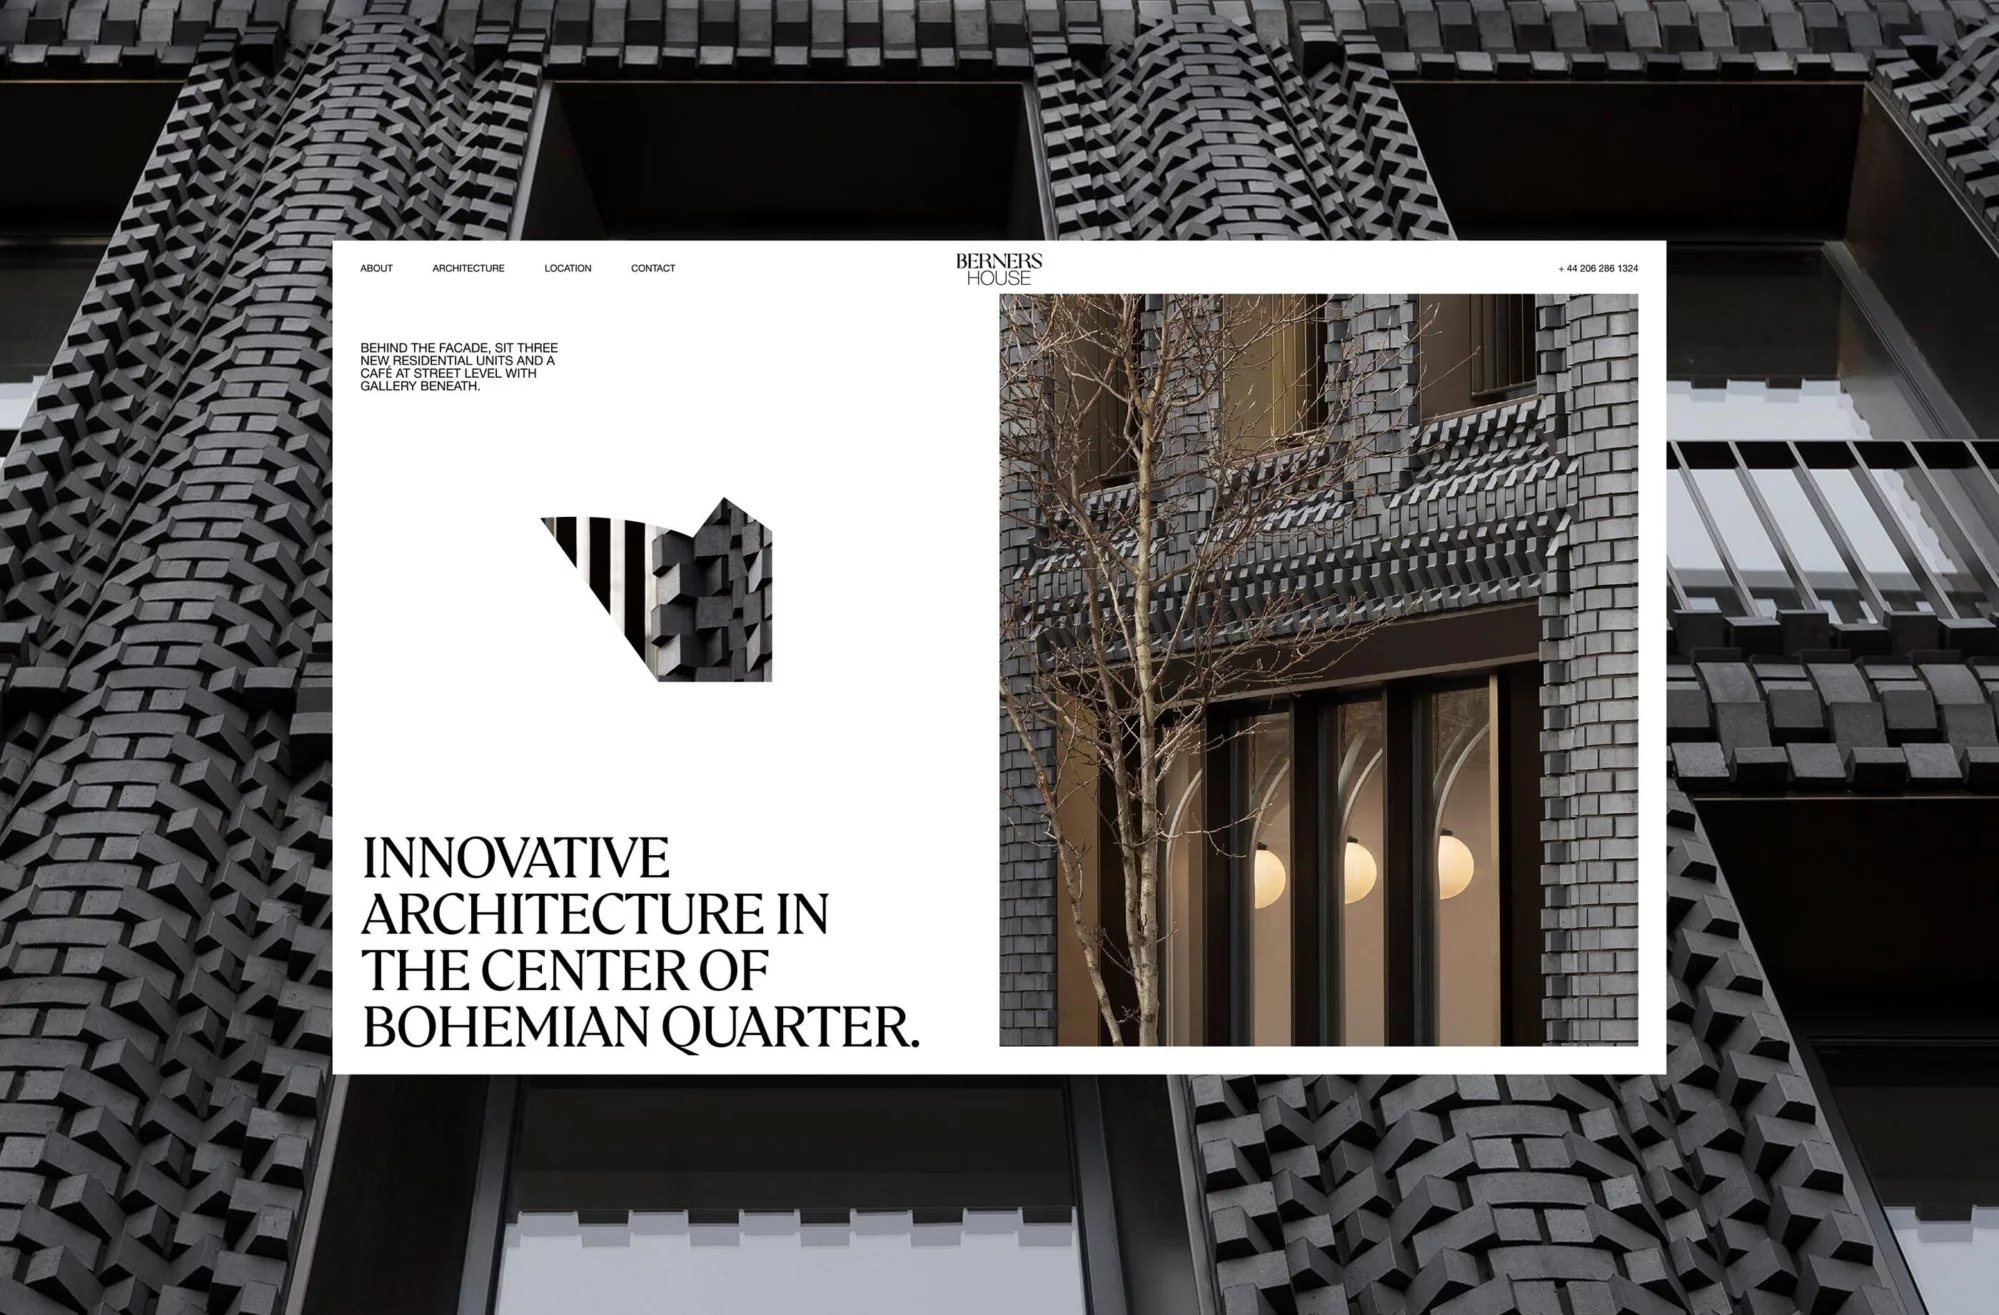 ABOUT
ARCHITECTURE
LOCATION
CONTACT
BERNERS
HOUSE
+ 44 206 286 1324
BEHIND THE FACADE, SIT THREE
NEW RESIDENTIAL UNITS AND A
CAFÉ AT STREET LEVEL WITH
GALLERY BENEATH.
INNOVATIVE
ARCHITECTURE IN
THE CENTER OF
BOHEMIAN QUARTER.